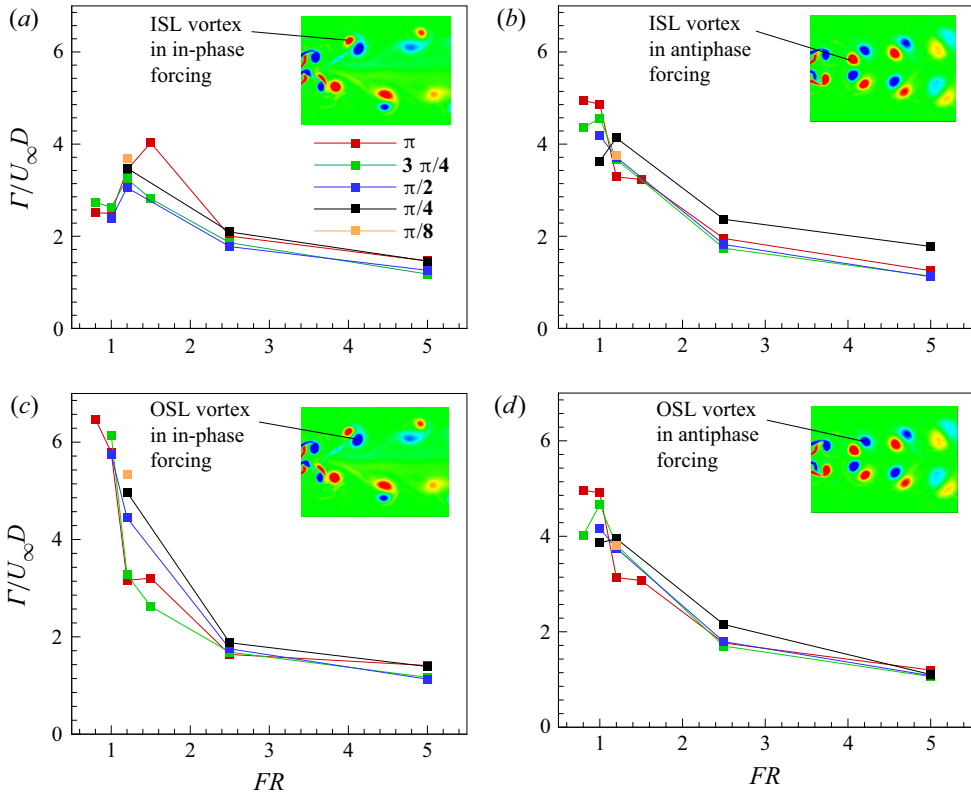 (a)
ISL vortex
in in-phase
forcing
6
4
2
0
Γ/U∞D
π
3 π/4
π/2
π/4
π/8
1 2 3 4 5
(b)
ISL vortex
in antiphase
forcing
6
4
2
0
1 2 3 4 5
(c)
OSL vortex
in in-phase
forcing
6
4
2
0
Γ/U∞D
1 2 3 4 5
FR
(d)
OSL vortex
in antiphase
forcing
6
4
2
0
1 2 3 4 5
FR